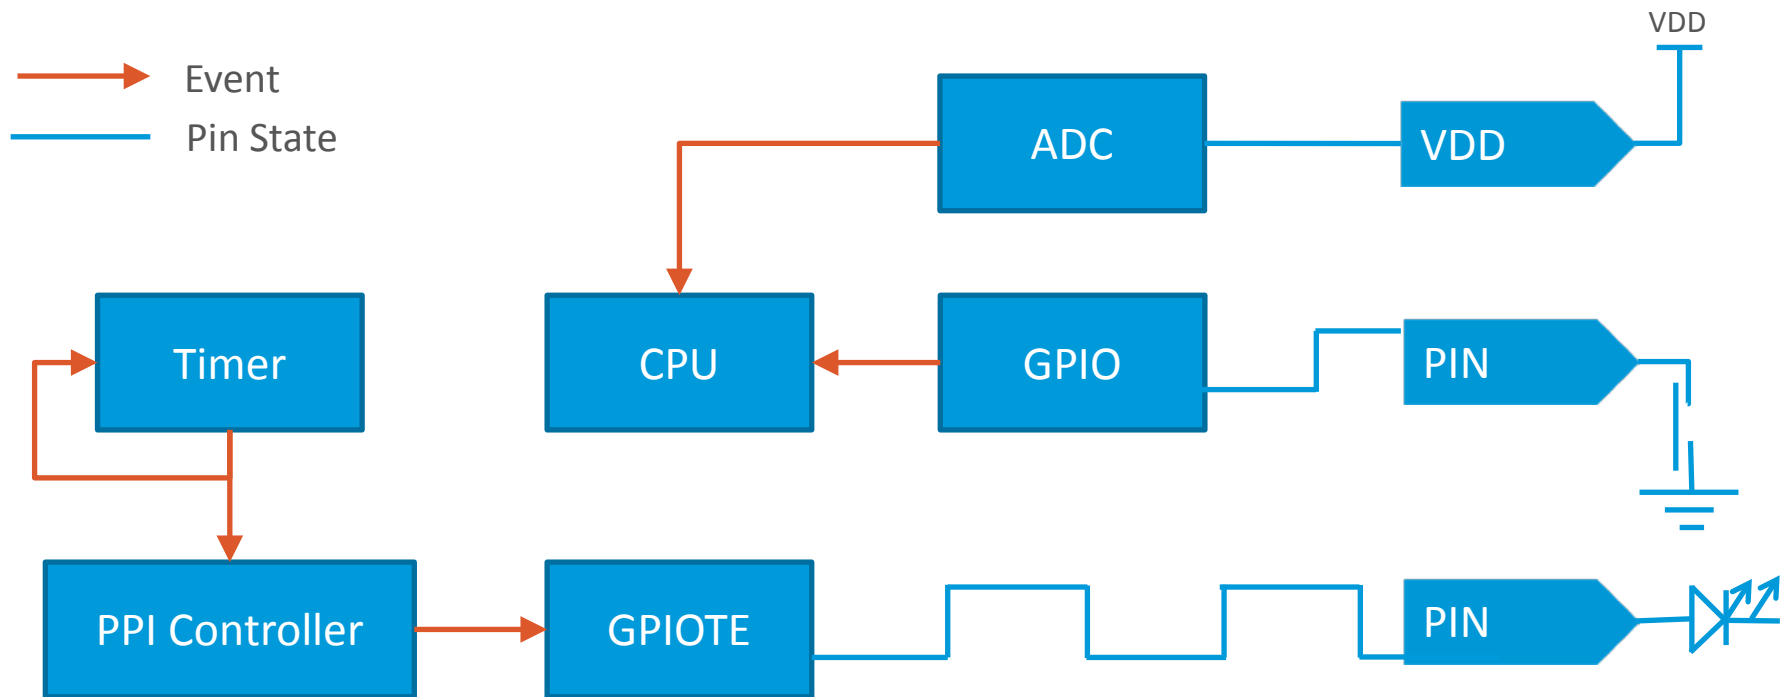 VDD
Event
Pin State
ADC
VDD
Timer
CPU
GPIO
PIN
PPI Controller
GPIOTE
PIN